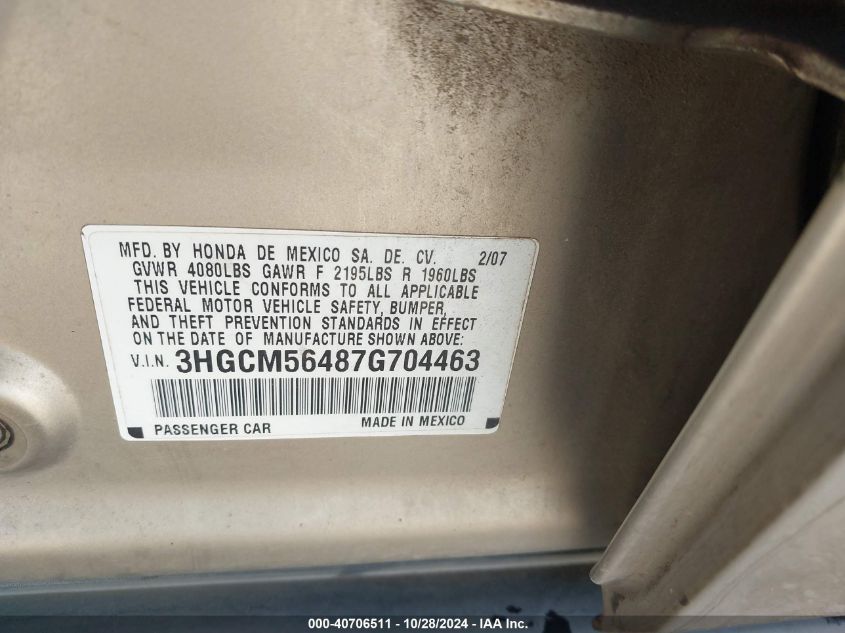 MFD. BY HONDA DE MEXICO SA. DE. CV. 2/07
GVWR 4080LBS GAWR F 2195LBS R 1960LBS
THIS VEHICLE CONFORMS TO ALL APPLICABLE
FEDERAL MOTOR VEHICLE SAFETY, BUMPER,
AND THEFT PREVENTION STANDARDS IN EFFECT
ON THE DATE OF MANUFACTURE SHOWN ABOVE:
V.I.N. 3HGCM56487G704463
PASSENGER CAR MADE IN MEXICO
000-40706511 - 10/28/2024 - IAA Inc.